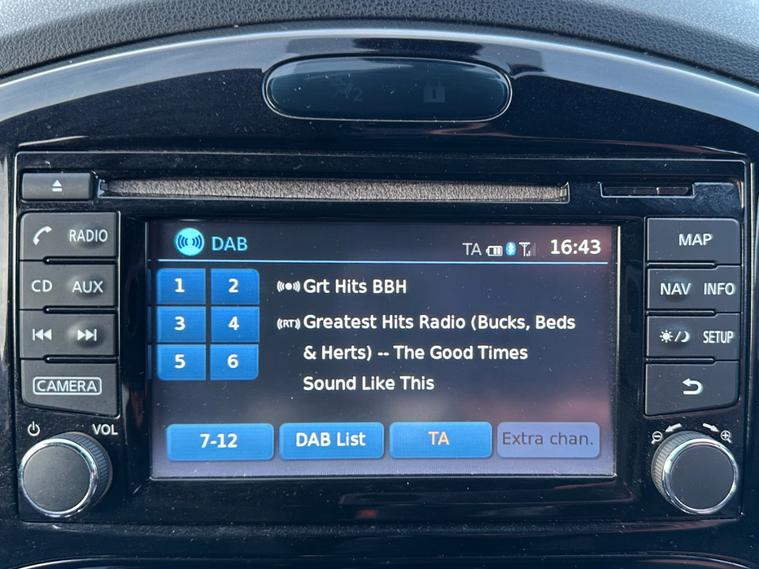 RADIO
CD AUX
CAMERA
VOL
DAB
TA 16:43
1 2
3 4
5 6
Grt Hits BBH
(RT) Greatest Hits Radio (Bucks, Beds
& Herts) -- The Good Times
Sound Like This
7-12 DAB List TA Extra chan.
MAP
NAV INFO
SETUP